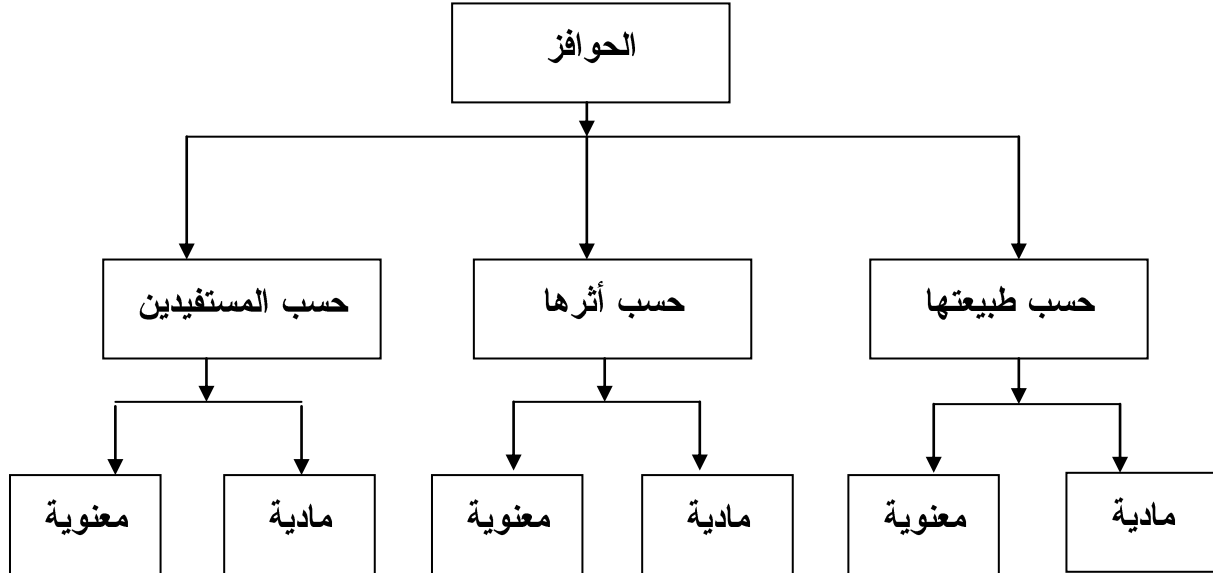 الحوافز
حسب طبيعتها
حسب أثرها
حسب المستفيدين
مادية
معنوية
مادية
معنوية
مادية
معنوية